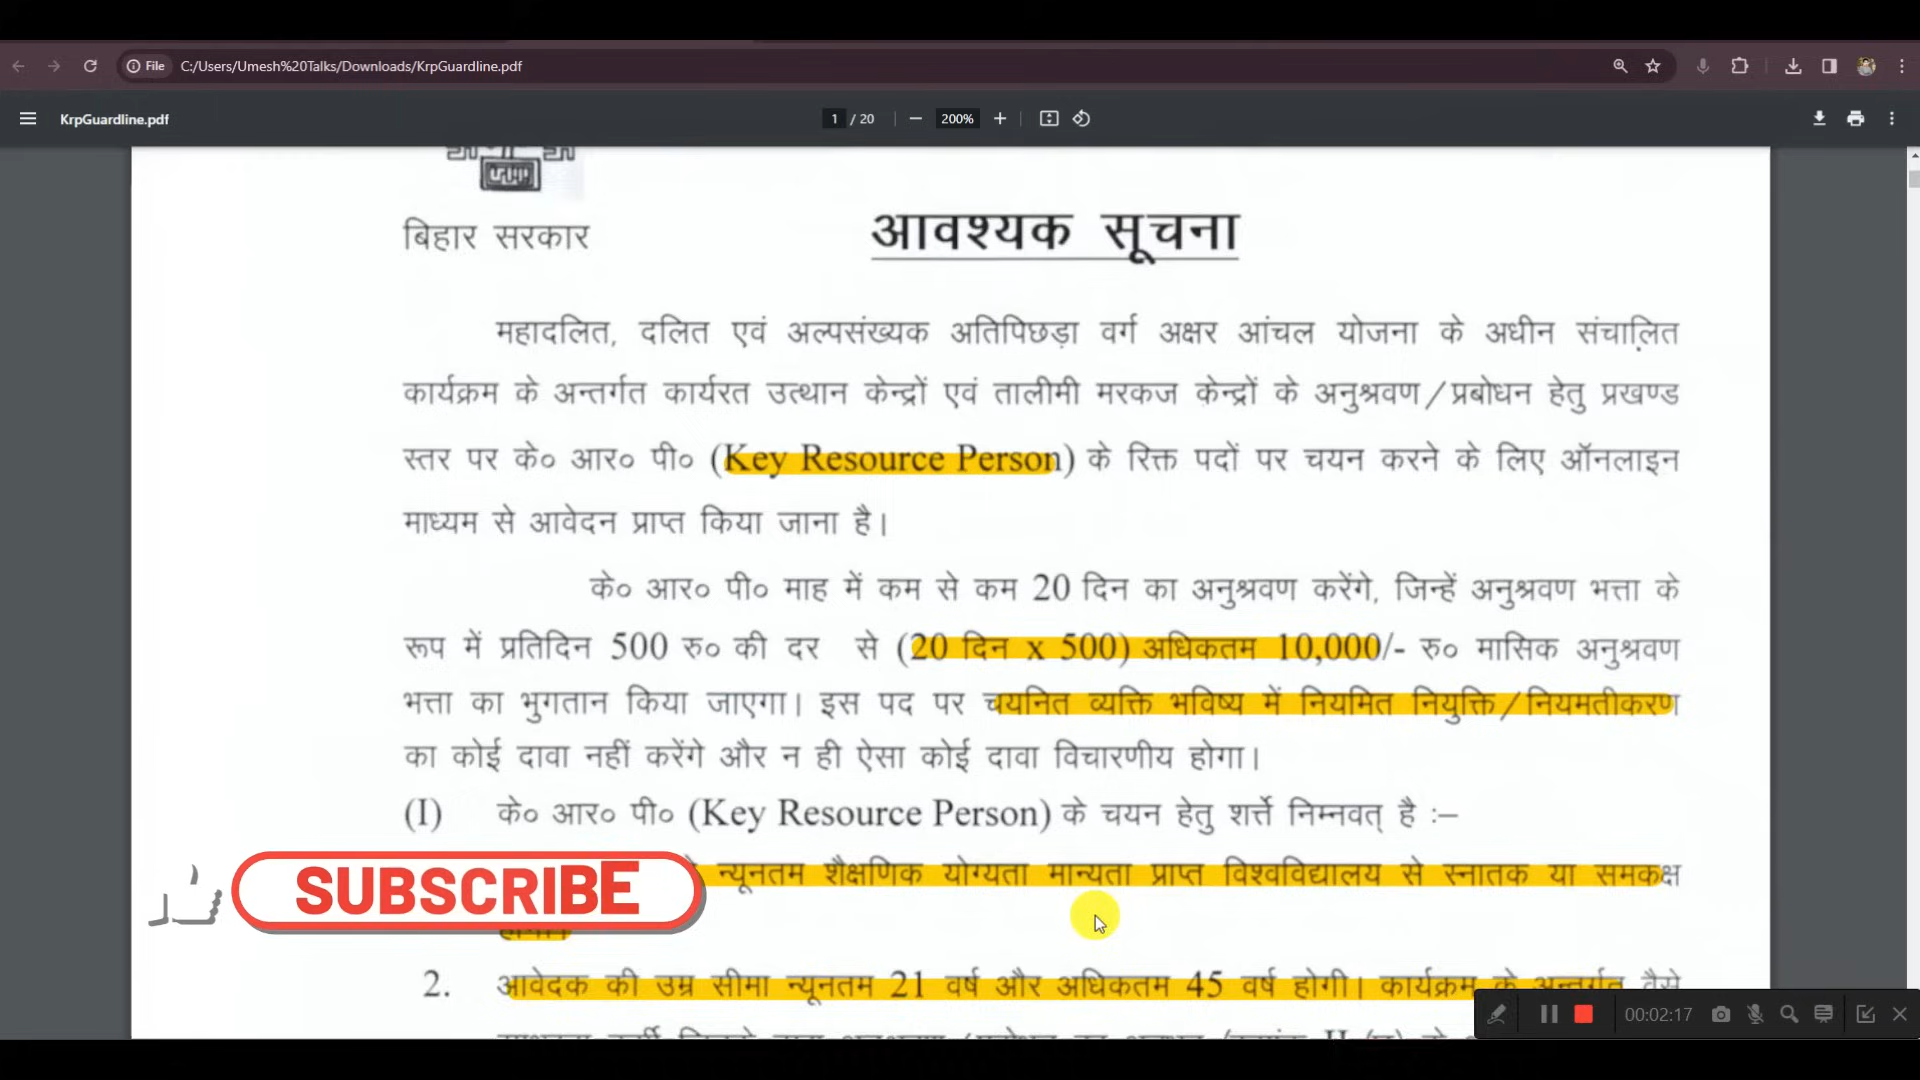 File C:/Users/Umesh%20Talks/Downloads/KrpGuardline.pdf
KrpGuardline.pdf 1 / 20 200%
बिहार सरकार आवश्यक सूचना
महादलित, दलित एवं अल्पसंख्यक अतिपिछड़ा वर्ग अक्षर आंचल योजना के अधीन संचालित
कार्यक्रम के अन्तर्गत कार्यरत उत्थान केन्द्रों एवं तालीमी मरकज केन्द्रों के अनुश्रवण/प्रबोधन हेतु प्रखण्ड
स्तर पर के० आर० पी० (Key Resource Person) के रिक्त पदों पर चयन करने के लिए ऑनलाइन
माध्यम से आवेदन प्राप्त किया जाना है।
के० आर० पी० माह में कम से कम 20 दिन का अनुश्रवण करेंगे, जिन्हें अनुश्रवण भत्ता के
रूप में प्रतिदिन 500 रु० की दर से (20 दिन x 500) अधिकतम 10,000/- रु० मासिक अनुश्रवण
भत्ता का भुगतान किया जाएगा। इस पद पर चयनित व्यक्ति भविष्य में नियमित नियुक्ति/नियमतीकरण
का कोई दावा नहीं करेंगे और न ही ऐसा कोई दावा विचारणीय होगा।
(I) के० आर० पी० (Key Resource Person) के चयन हेतु शर्त्ते निम्नवत् है :–
न्यूनतम शैक्षणिक योग्यता मान्यता प्राप्त विश्वविद्यालय से स्नातक या समकक्ष
SUBSCRIBE
2. आवेदक की उम्र सीमा न्यूनतम 21 वर्ष और अधिकतम 45 वर्ष होगी। कार्यक्रम के अन्तर्गत वैसे
00:02:17